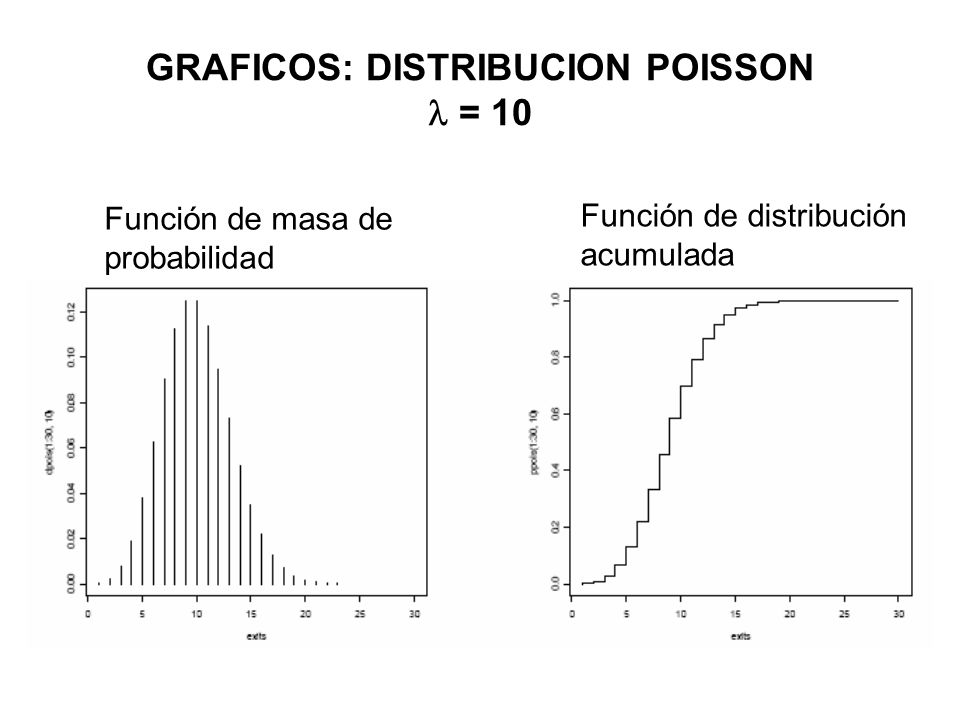 GRAFICOS: DISTRIBUCION POISSON
λ = 10
Función de masa de
probabilidad
Función de distribución
acumulada
dpois(1:30, 10)
0.12
0.10
0.08
0.06
0.04
0.02
0.00
0 5 10 15 20 25 30
exits
ppois(1:30, 10)
1.0
0.8
0.6
0.4
0.2
0.0
0 5 10 15 20 25 30
exits